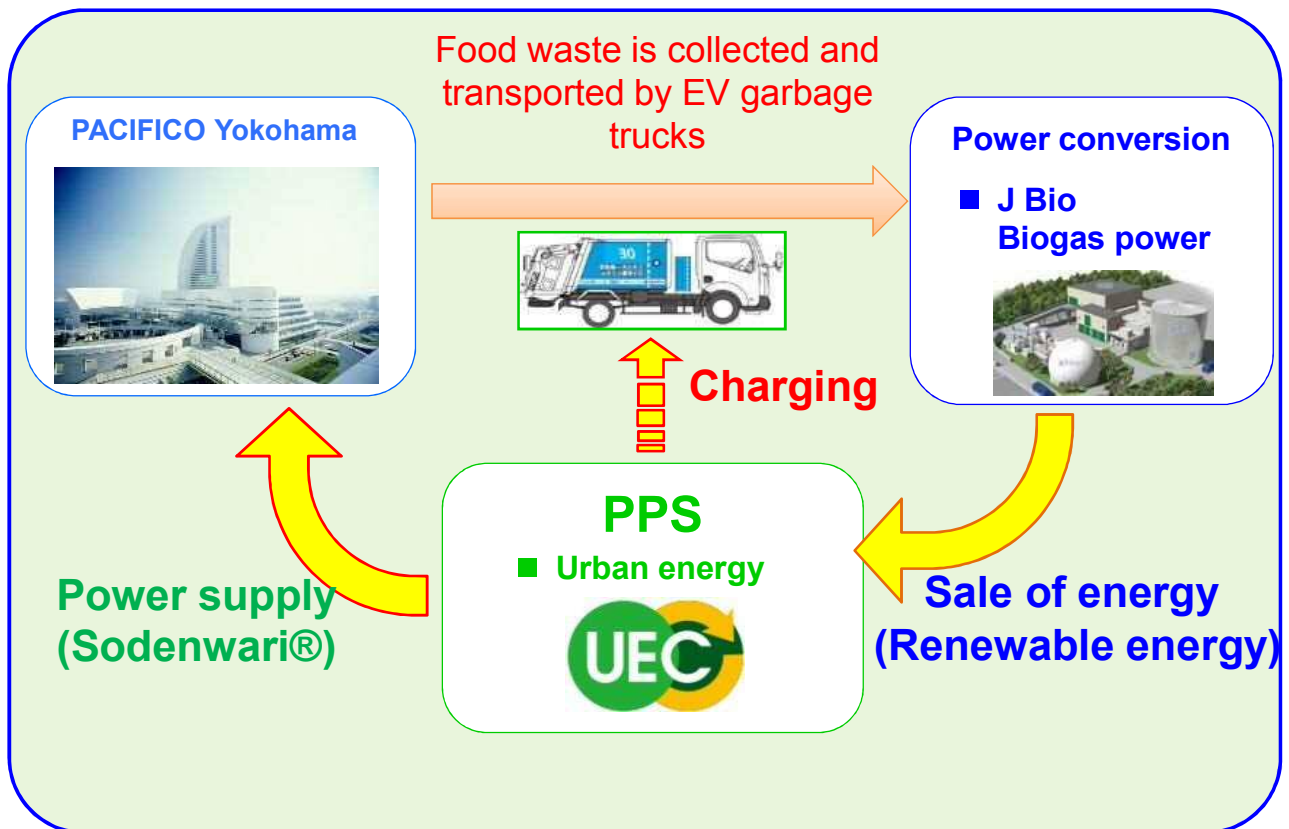 Food waste is collected and
transported by EV garbage
trucks
PACIFICO Yokohama
Power conversion
■ J Bio
Biogas power
30
Charging
PPS
■ Urban energy
UEC
Power supply
(Sodenwari®)
Sale of energy
(Renewable energy)